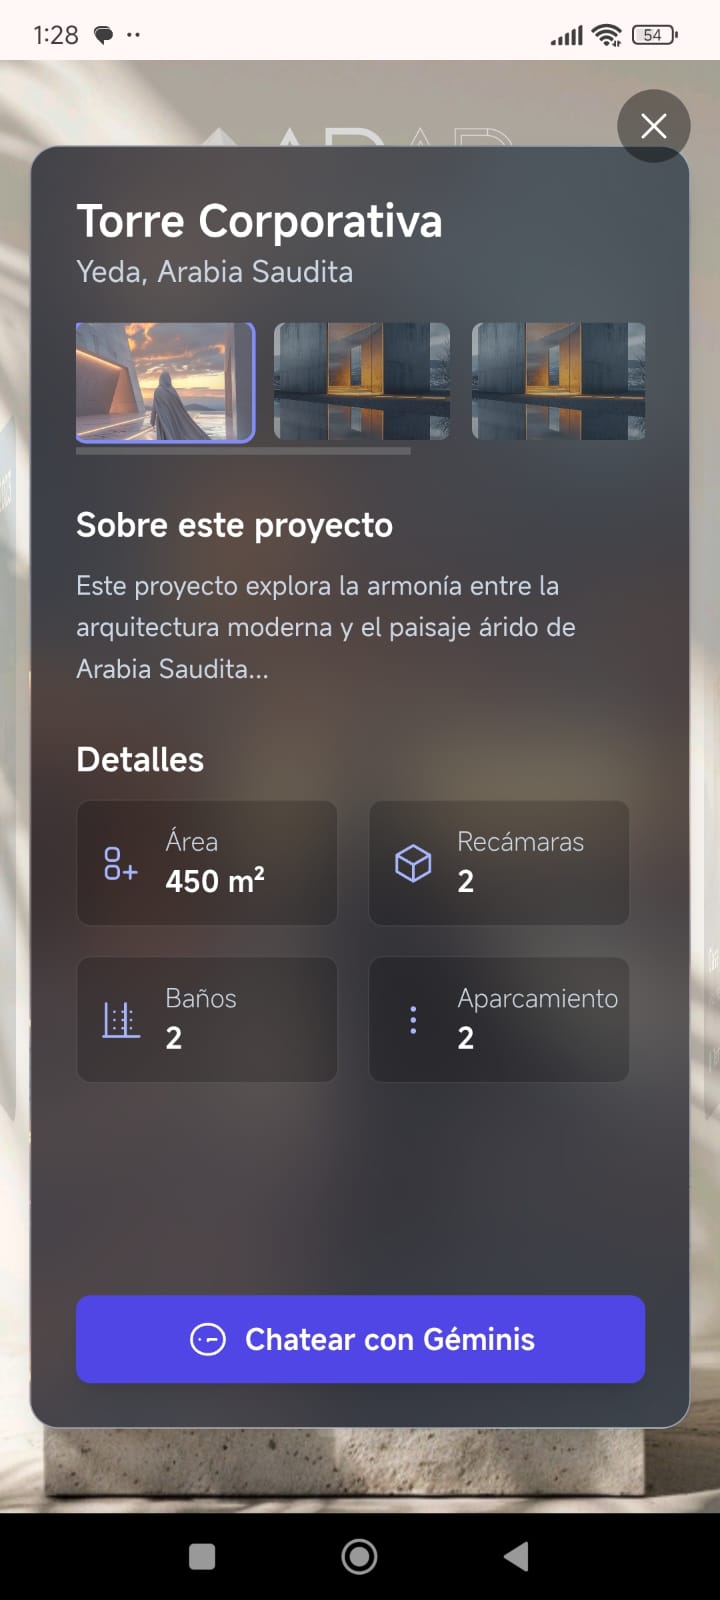 1:28
54
Torre Corporativa
Yeda, Arabia Saudita
Sobre este proyecto
Este proyecto explora la armonía entre la
arquitectura moderna y el paisaje árido de
Arabia Saudita...
Detalles
Área
450 m²
Recámaras
2
Baños
2
Aparcamiento
2
Chatear con Géminis